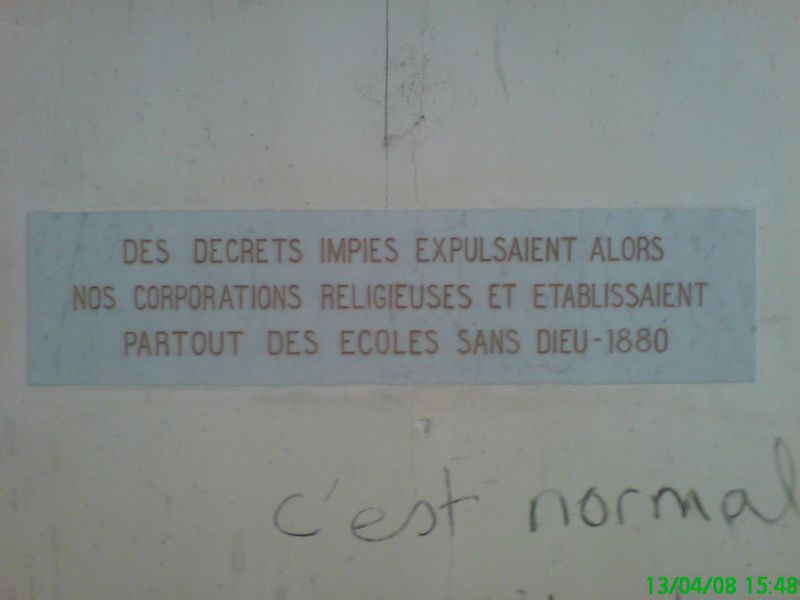 DES DECRETS IMPIES EXPULSAIENT ALORS
NOS CORPORATIONS RELIGIEUSES ET ETABLISSAIENT
PARTOUT DES ECOLES SANS DIEU-1880
c'est normal
13/04/08 15:48